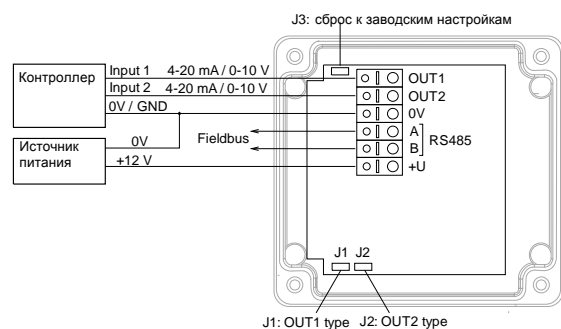 J3: сброс к заводским настройкам
Контроллер
Input 1 4-20 mA / 0-10 V
Input 2 4-20 mA / 0-10 V
0V / GND
Источник
питания
0V
+12 V
Fieldbus
OUT1
OUT2
0V
A
B
RS485
+U
J1 J2
J1: OUT1 type J2: OUT2 type